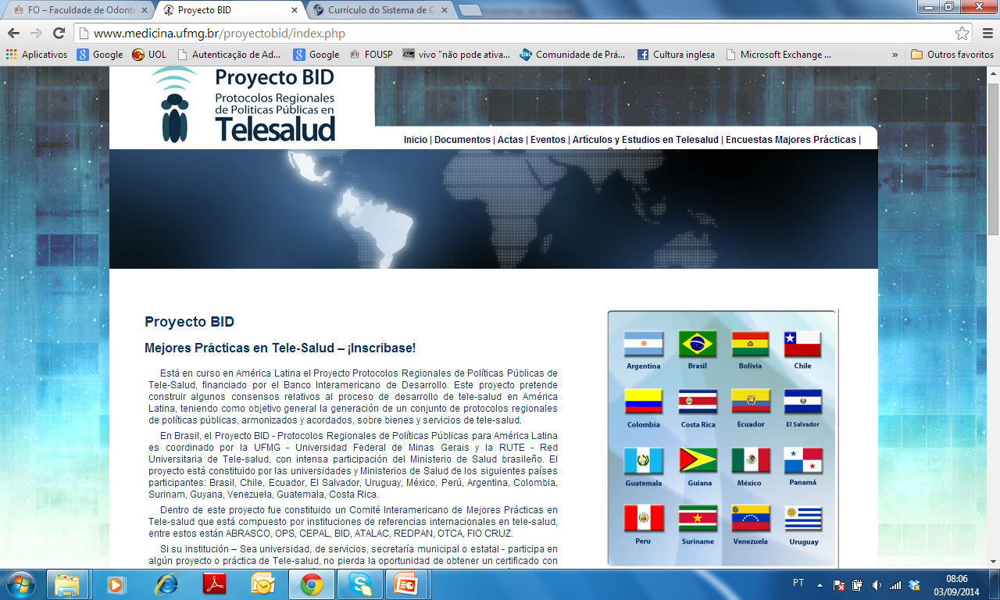 FO – Faculdade de Odont
Proyecto BID
Currículo do Sistema de C
www.medicina.ufmg.br/proyectobid/index.php
Aplicativos Google UOL Autenticação de Ad... Google FOUSP vivo "não pode ativa... Comunidade de Prá... Cultura inglesa Microsoft Exchange ... » Outros favoritos
Proyecto BID
Protocolos Regionales
de Politicas Públicas en
Telesalud
Inicio | Documentos | Actas | Eventos | Articulos y Estudios en Telesalud | Encuestas Majores Prácticas |
Proyecto BID
Mejores Prácticas en Tele-Salud – ¡Inscríbase!
Está en curso en América Latina el Proyecto Protocolos Regionales de Políticas Públicas de
Tele-Salud, financiado por el Banco Interamericano de Desarrollo. Este proyecto pretende
construir algunos consensos relativos al proceso de desarrollo de tele-salud en América
Latina, teniendo como objetivo general la generación de un conjunto de protocolos regionales
de políticas públicas, armonizados y acordados, sobre bienes y servicios de tele-salud.
En Brasil, el Proyecto BID - Protocolos Regionales de Políticas Públicas para América Latina
es coordinado por la UFMG - Universidad Federal de Minas Gerais y la RUTE - Red
Universitaria de Tele-salud, con intensa participación del Ministerio de Salud brasileño. El
proyecto está constituido por las universidades y Ministerios de Salud de los siguientes países
participantes: Brasil, Chile, Ecuador, El Salvador, Uruguay, México, Perú, Argentina, Colombia,
Surinam, Guyana, Venezuela, Guatemala, Costa Rica.
Dentro de este proyecto fue constituido un Comité Interamericano de Mejores Prácticas en
Tele-salud que está compuesto por instituciones de referencias internacionales en telesalud,
entre estos están ABRASCO, OPS, CEPAL, BID, ATALAC, REDPAN, OTCA, FIO CRUZ.
Si su institución – Sea universidad, de servicios, secretaría municipal o estatal - participa en
algún proyecto o práctica de Tele-salud, no pierda la oportunidad de obtener un certificado con
Argentina Brasil Bolívia Chile
Colombia Costa Rica Ecuador El Salvador
Guatemala Guiana México Panamá
Peru Suriname Venezuela Uruguay
PT
08:06
03/09/2014